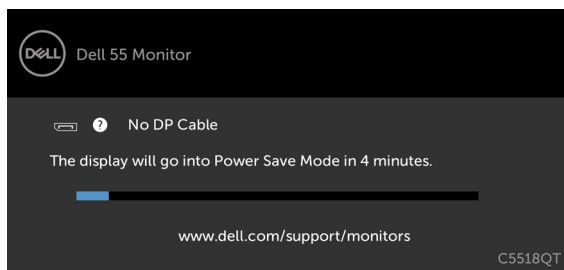 DELL
Dell 55 Monitor
? No DP Cable
The display will go into Power Save Mode in 4 minutes.
www.dell.com/support/monitors
C5518QT